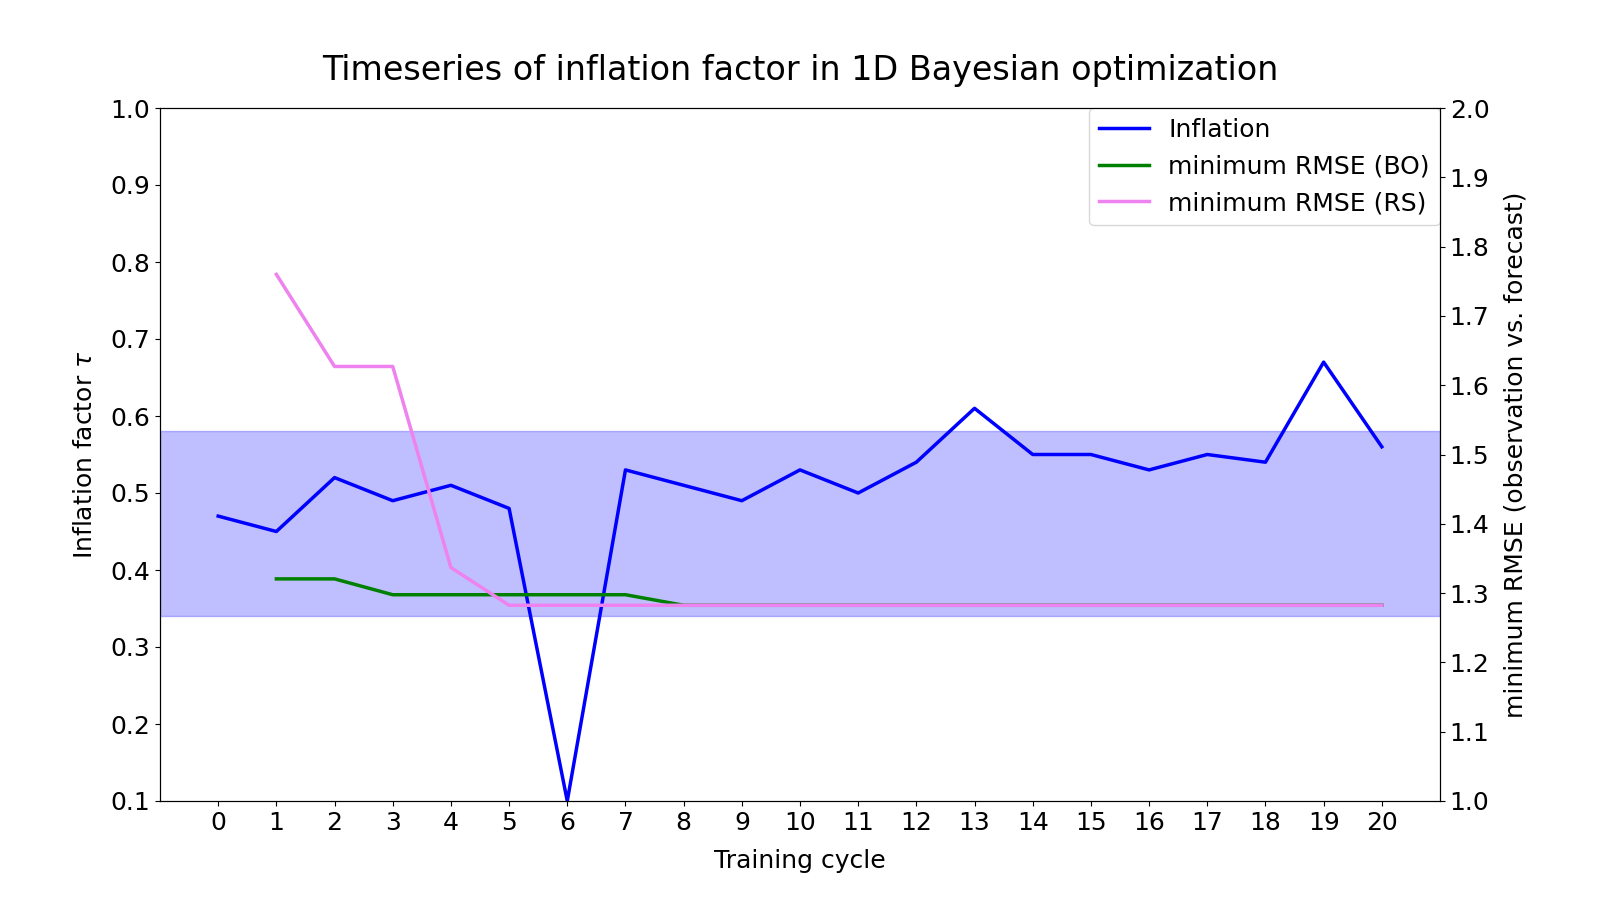 Timeseries of inflation factor in 1D Bayesian optimization
Inflation
minimum RMSE (BO)
minimum RMSE (RS)
Inflation factor τ
1.0
0.9
0.8
0.7
0.6
0.5
0.4
0.3
0.2
0.1
2.0
1.9
1.8
1.7
1.6
1.5
1.4
1.3
1.2
1.1
1.0
minimum RMSE (observation vs. forecast)
0 1 2 3 4 5 6 7 8 9 10 11 12 13 14 15 16 17 18 19 20
Training cycle